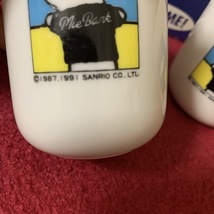 The Bank
©1987,1991 SANRIO CO.,LTD.
ME!